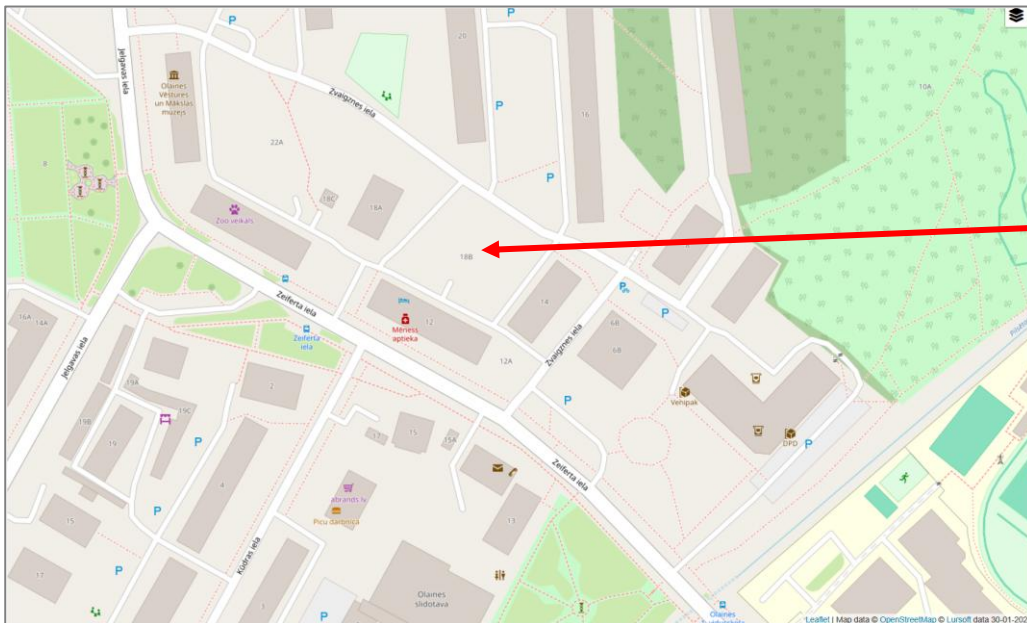 20
Jelgavas iela
Olaines
Vēstures
un Mākslas
muzejs
Zvaigznes iela
10A
16
22A
8
18C
18A
Zoo veikals
18B
Zeiferta iela
14
16A
14A
Zeiferta
iela
12
Mēness
aptieka
6B
6B
Zvaigznes iela
12A
Jelgavas iela
2
19A
19C
Venipak
19B
19
17
15
15A
DPD
Zeiferta iela
4
abrands.lv
Picu darbnīca
15
13
Kūdras iela
17
3
Olaines
slidotava
Olaines
Leaflet | Map data © OpenStreetMap © Lursoft data 30-01-202